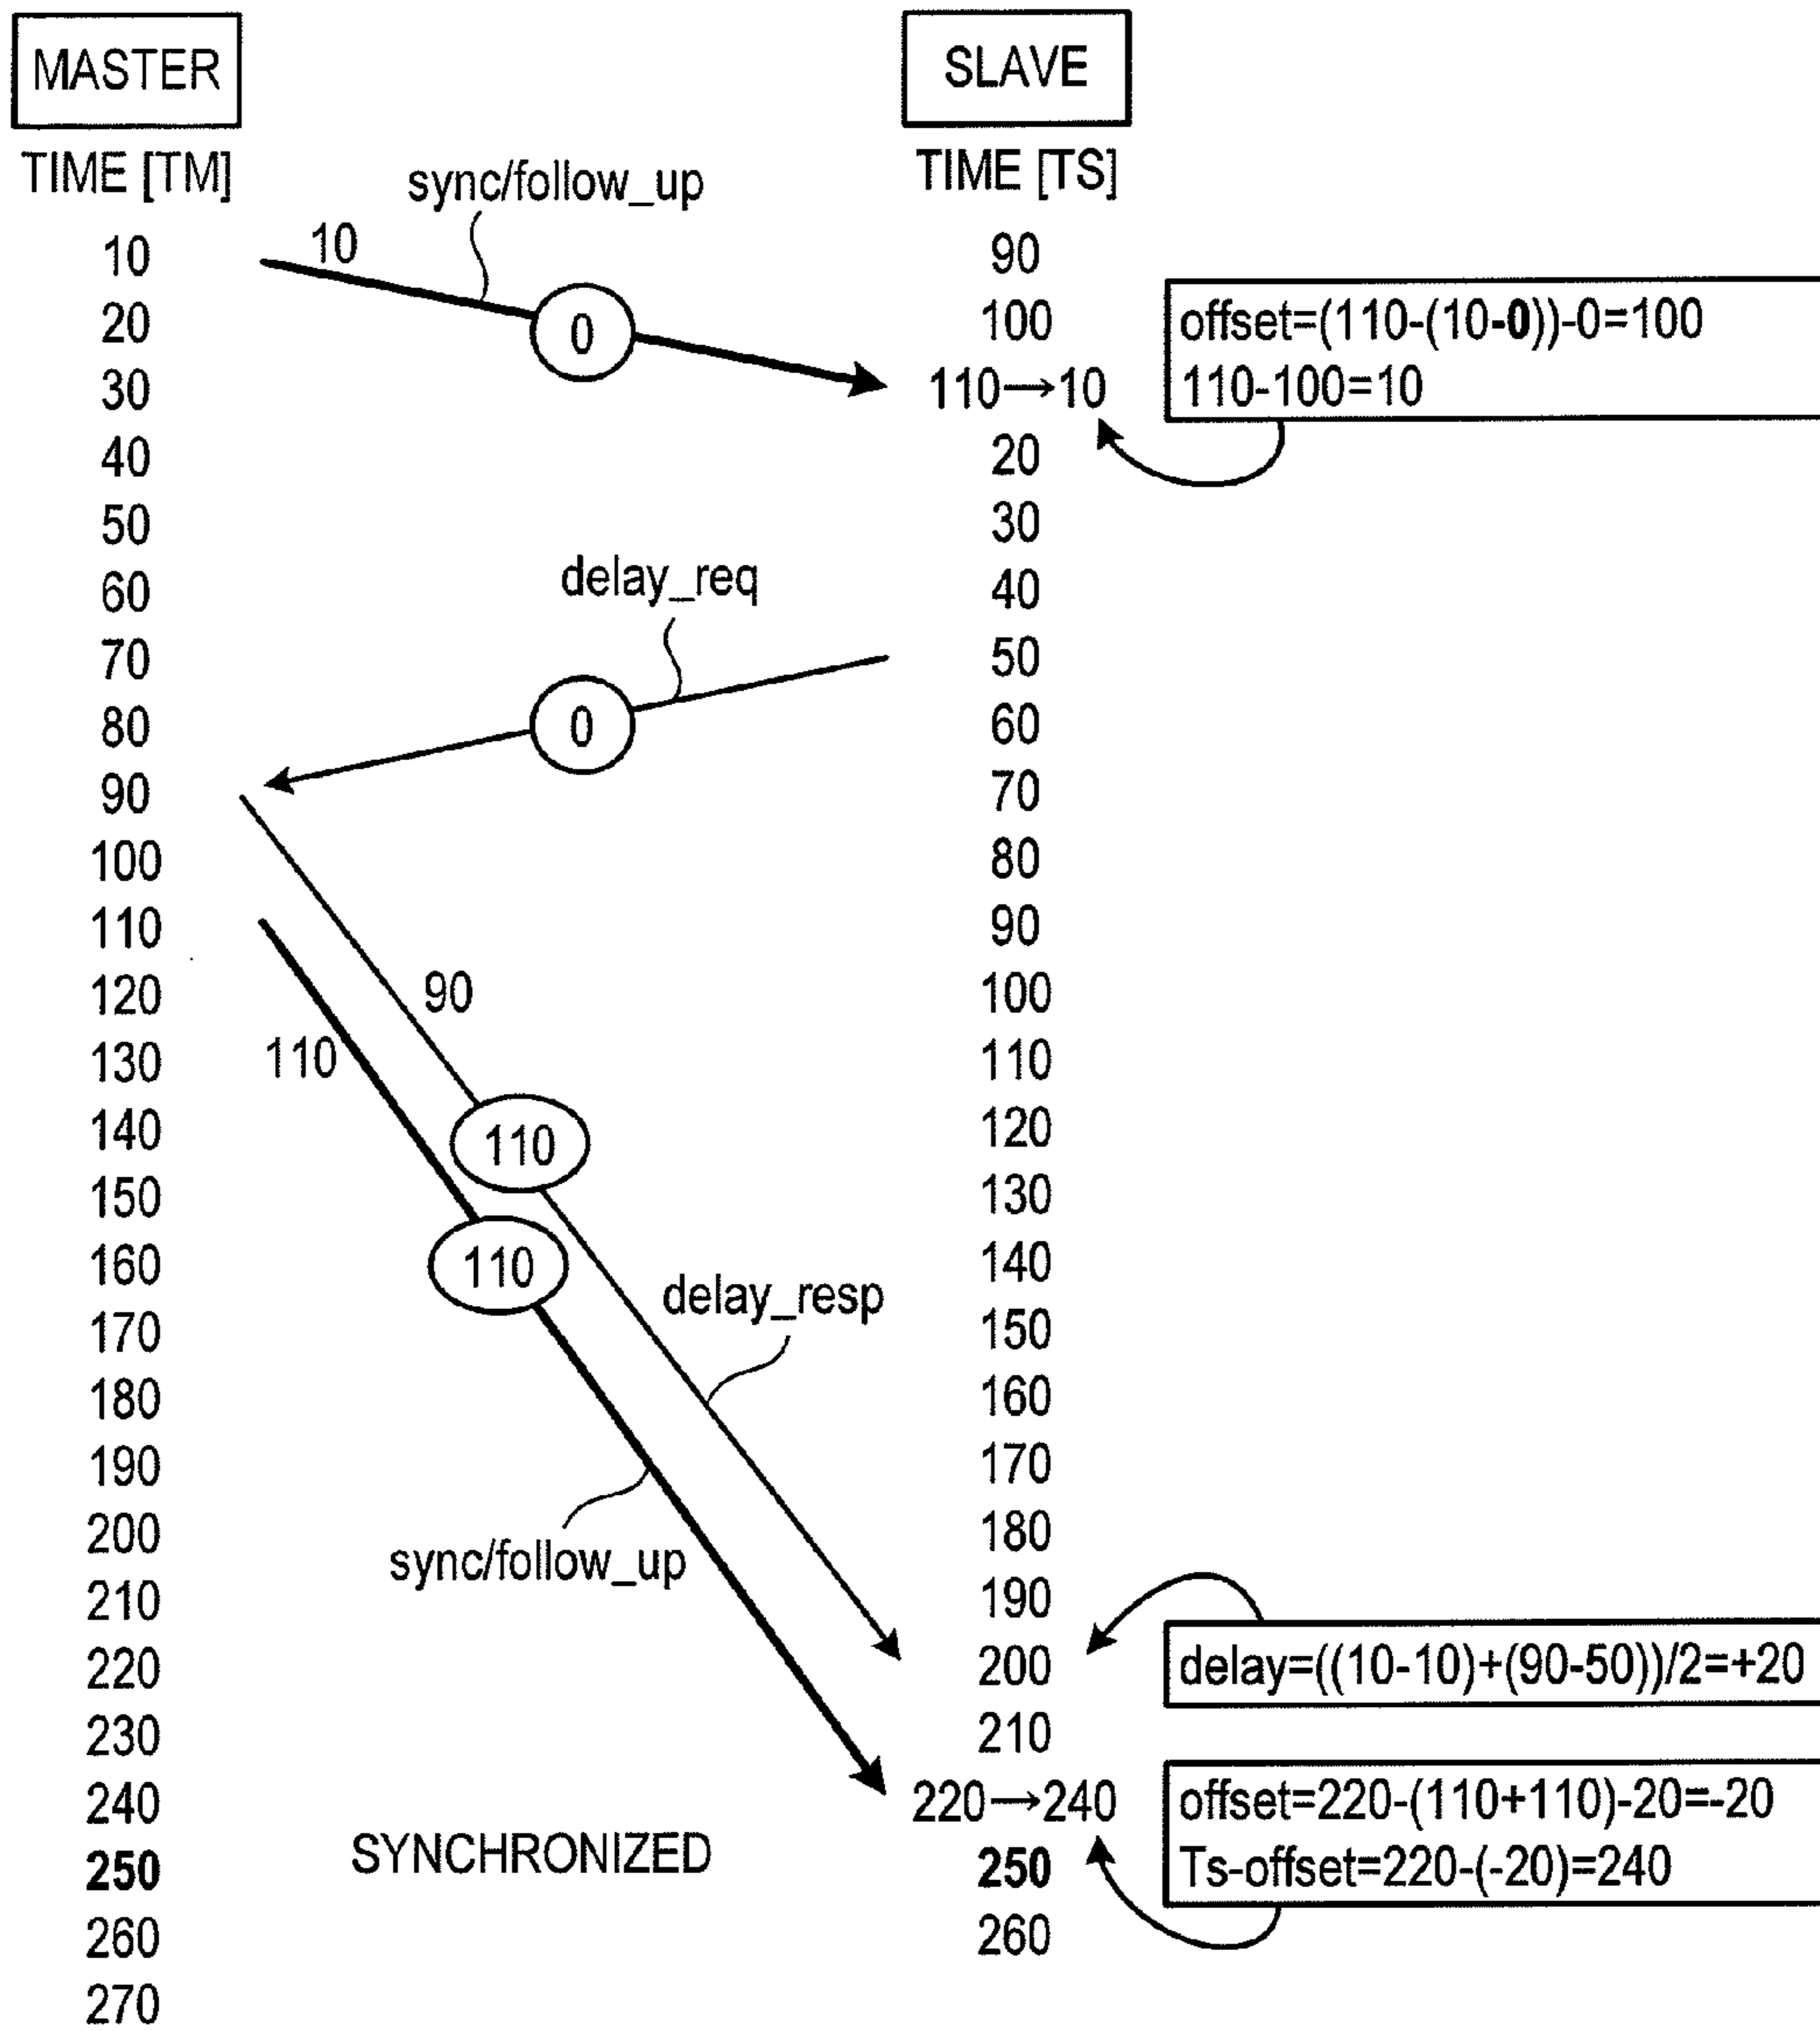 MASTER SLAVE
TIME [TM] sync/follow_up TIME [TS]
10 10 90
20 0 100 offset=(110-(10-0))-0=100
30 110→10 110-100=10
40 20
50 30
60 delay_req 40
70 50
80 0 60
90 70
100 80
110 90
120 90 100
130 110 110
140 110 120
150 130
160 110 140
170 delay_resp 150
180 160
190 170
200 sync/follow_up 180
210 190
220 200 delay=((10-10)+(90-50))/2=+20
230 210
240 220→240 offset=220-(110+110)-20=-20
250 SYNCHRONIZED 250 Ts-offset=220-(-20)=240
260 260
270